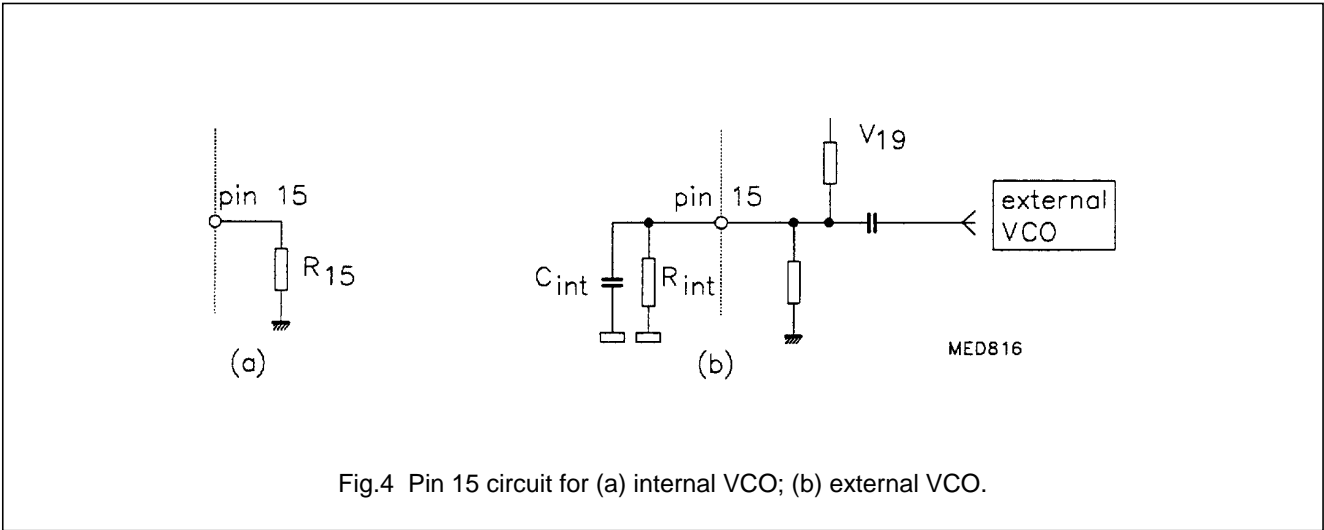 V19
pin 15
pin 15
external
VCO
R15
Cint
Rint
(a)
(b)
MED816
Fig.4 Pin 15 circuit for (a) internal VCO; (b) external VCO.